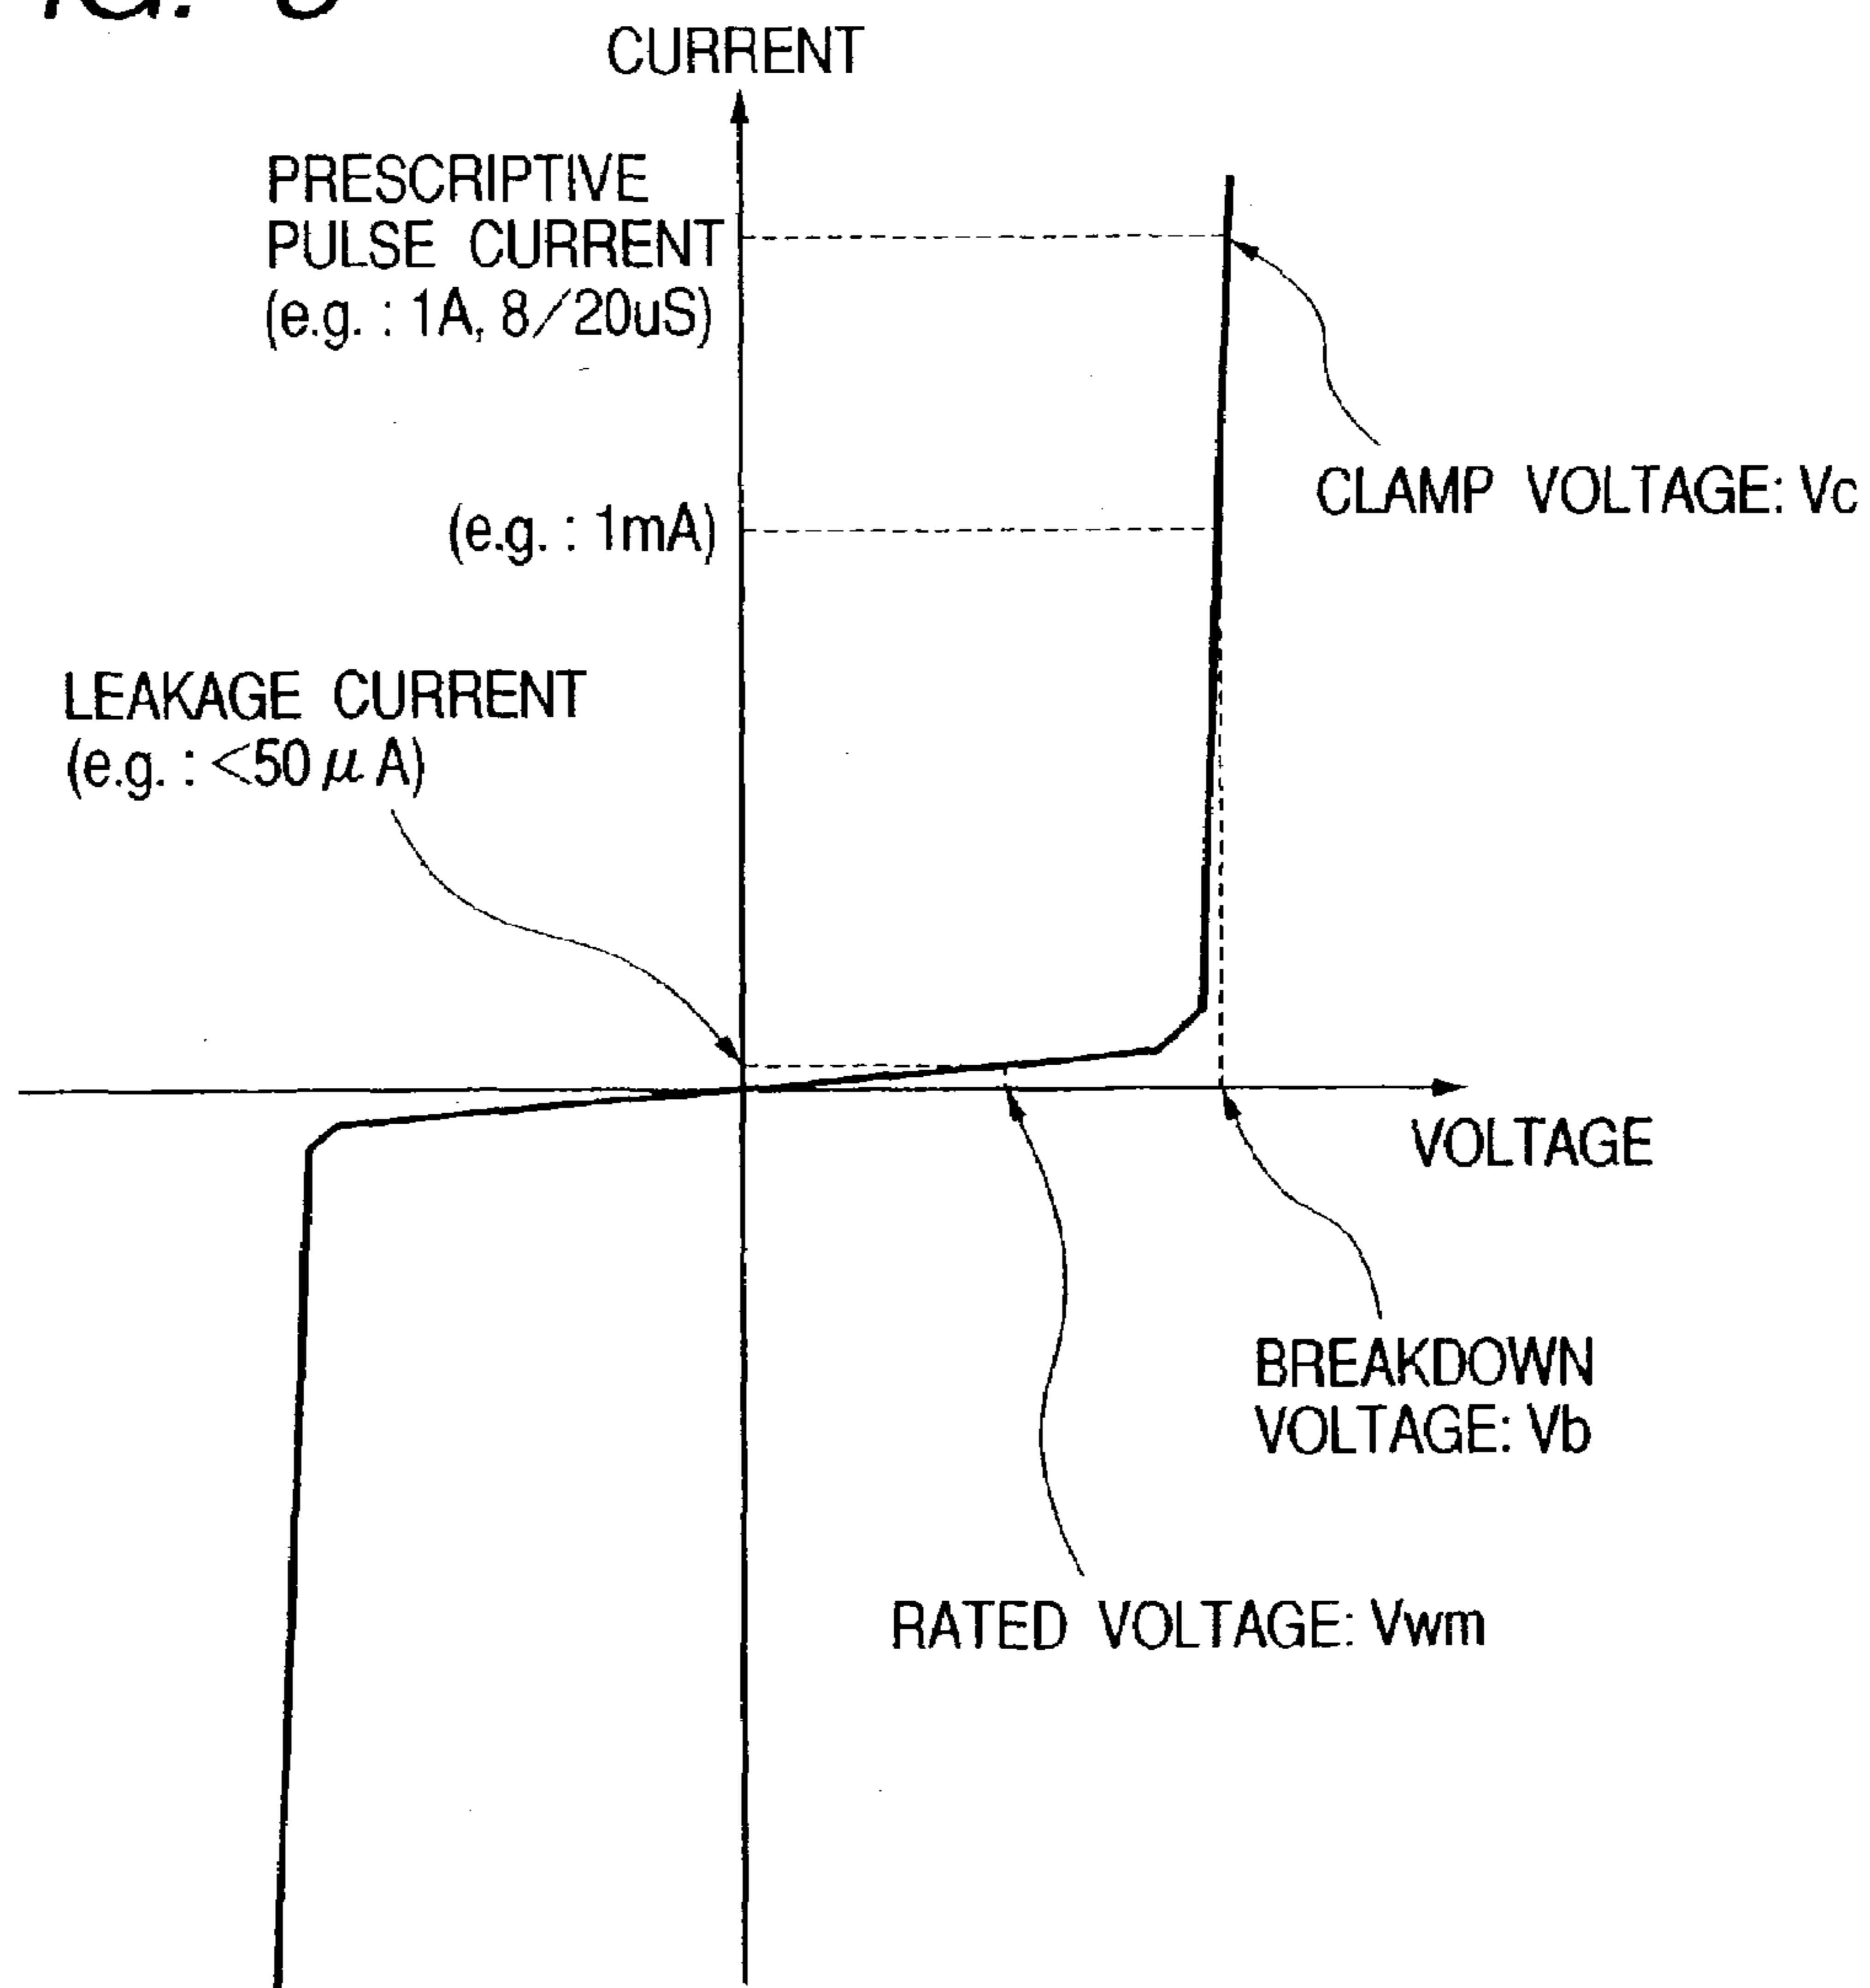 CURRENT
PRESCRIPTIVE
PULSE CURRENT
(e.g. : 1A, 8/20uS)
CLAMP VOLTAGE: Vc
(e.g. : 1mA)
LEAKAGE CURRENT
(e.g. : <50 μ A)
VOLTAGE
BREAKDOWN
VOLTAGE: Vb
RATED VOLTAGE: Vwm